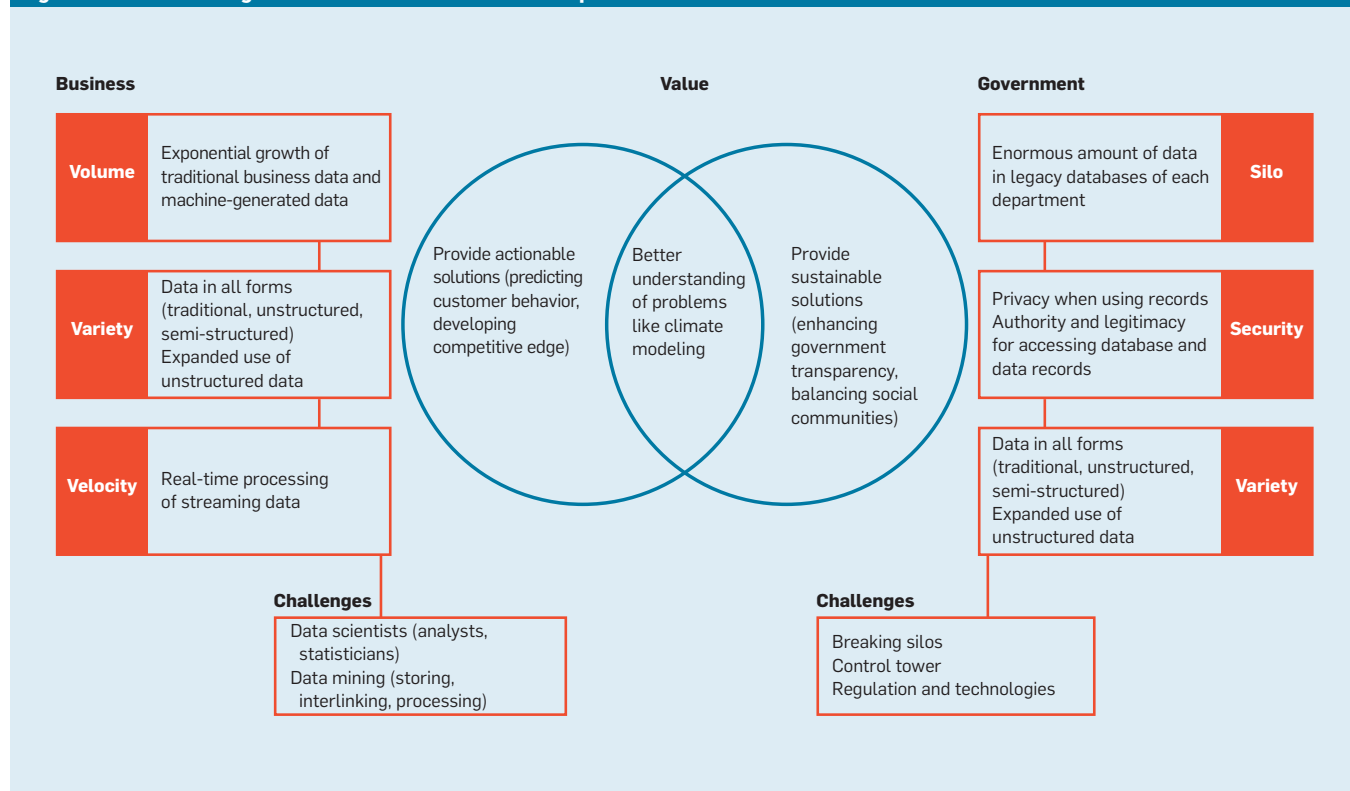 Business
Volume
Exponential growth of
traditional business data and
machine-generated data
Variety
Data in all forms
(traditional, unstructured,
semi-structured)
Expanded use of
unstructured data
Velocity
Real-time processing
of streaming data
Challenges
Data scientists (analysts,
statisticians)
Data mining (storing,
interlinking, processing)
Value
Provide actionable
solutions (predicting
customer behavior,
developing
competitive edge)
Better
understanding
of problems
like climate
modeling
Provide
sustainable
solutions
(enhancing
government
transparency,
balancing social
communities)
Government
Enormous amount of data
in legacy databases of each
department
Silo
Privacy when using records
Authority and legitimacy
for accessing database and
data records
Security
Data in all forms
(traditional, unstructured,
semi-structured)
Expanded use of
unstructured data
Variety
Challenges
Breaking silos
Control tower
Regulation and technologies